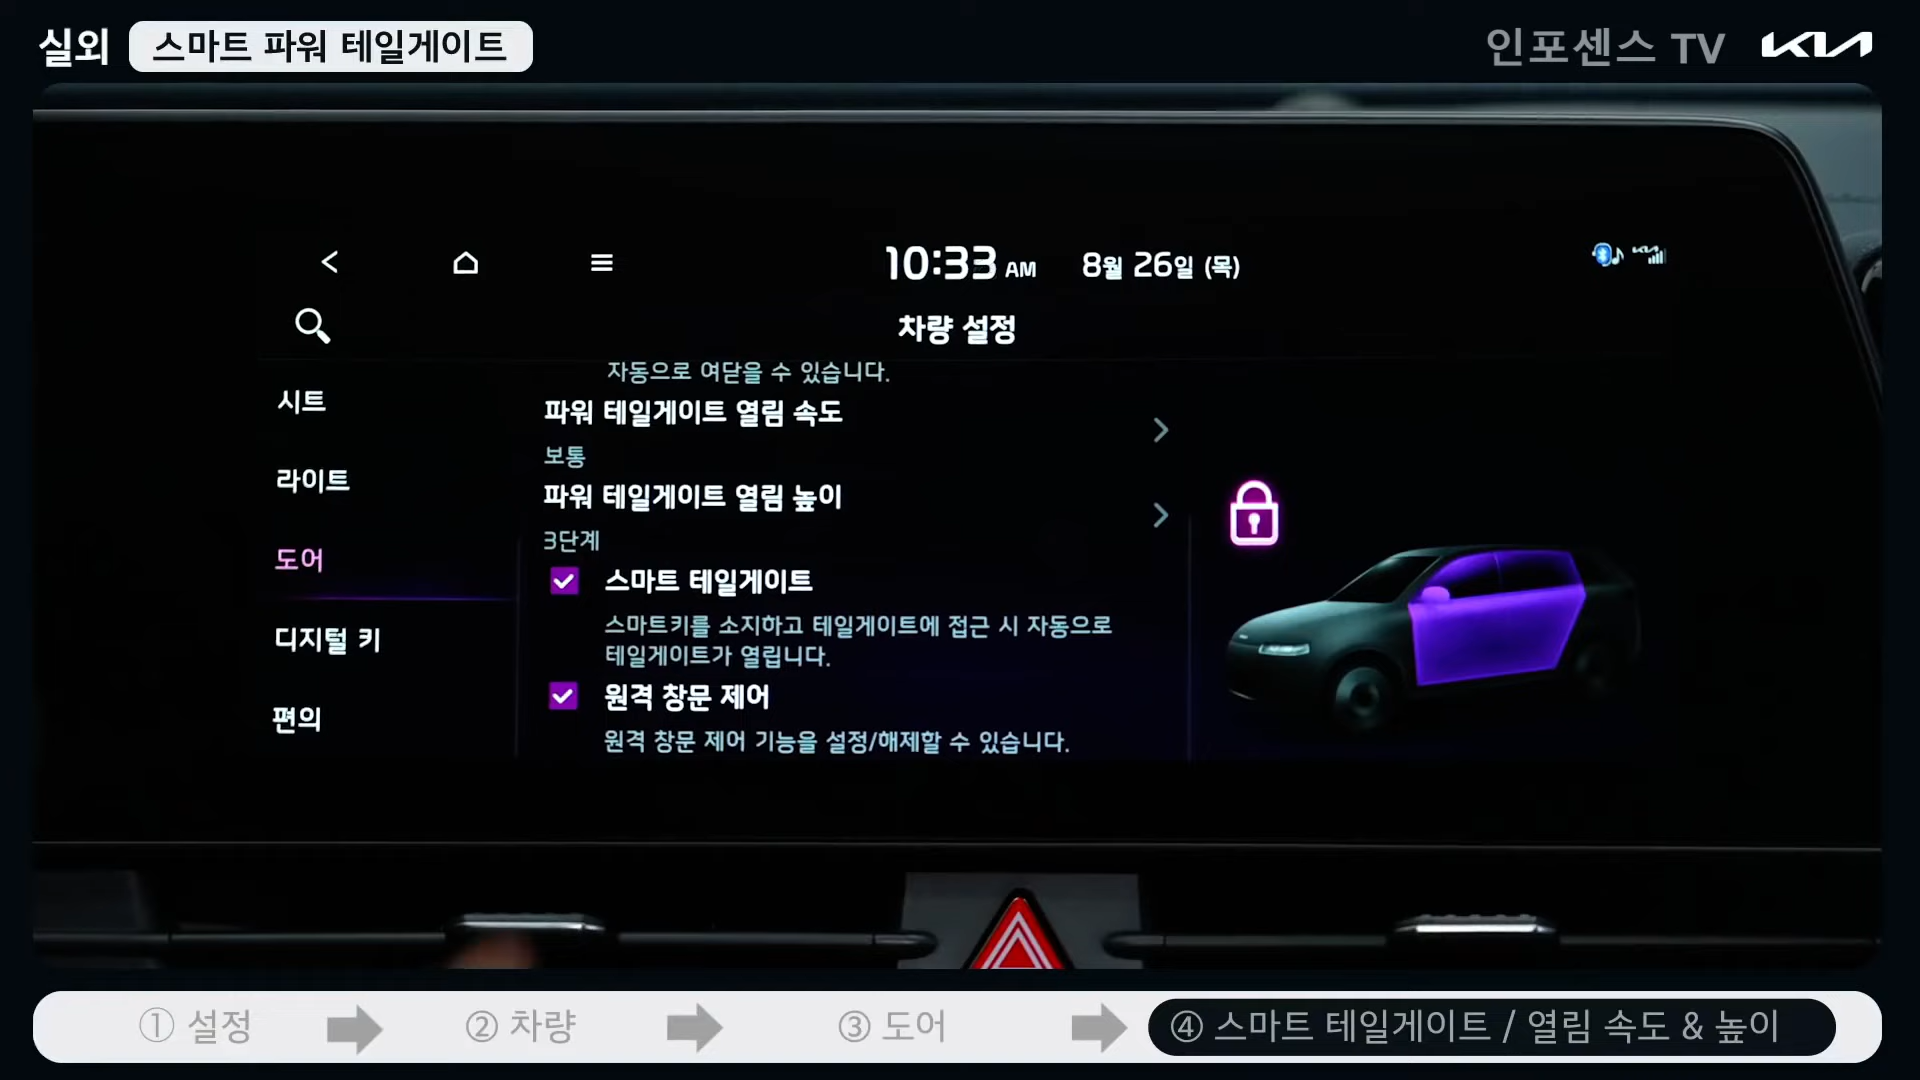 실외
스마트 파워 테일게이트
인포센스 TV
KIA
10:33 AM
8월 26일 (목)
차량 설정
시트
라이트
도어
디지털 키
편의
자동으로 여닫을 수 있습니다.
파워 테일게이트 열림 속도
보통
파워 테일게이트 열림 높이
3단계
스마트 테일게이트
스마트키를 소지하고 테일게이트에 접근 시 자동으로
테일게이트가 열립니다.
원격 창문 제어
원격 창문 제어 기능을 설정/해제할 수 있습니다.
① 설정
② 차량
③ 도어
④ 스마트 테일게이트 / 열림 속도 & 높이